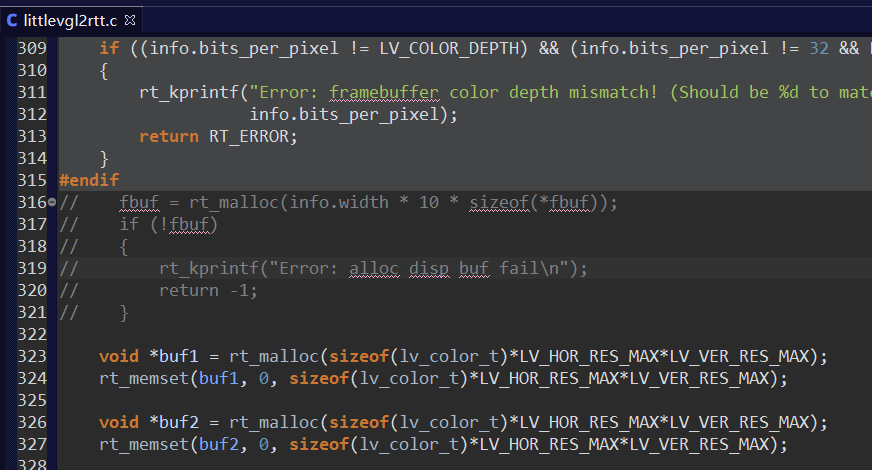 littlevgl2rtt.c
309 if ((info.bits_per_pixel != LV_COLOR_DEPTH) && (info.bits_per_pixel != 32 &&
310 {
311 rt_kprintf("Error: framebuffer color depth mismatch! (Should be %d to
312 info.bits_per_pixel);
313 return RT_ERROR;
314 }
315 #endif
316 // fbuf = rt_malloc(info.width * 10 * sizeof(*fbuf));
317 // if (!fbuf)
318 // {
319 // rt_kprintf("Error: alloc disp buf fail\n");
320 // return -1;
321 // }
322
323 void *buf1 = rt_malloc(sizeof(lv_color_t)*LV_HOR_RES_MAX*LV_VER_RES_MAX);
324 rt_memset(buf1, 0, sizeof(lv_color_t)*LV_HOR_RES_MAX*LV_VER_RES_MAX);
325
326 void *buf2 = rt_malloc(sizeof(lv_color_t)*LV_HOR_RES_MAX*LV_VER_RES_MAX);
327 rt_memset(buf2, 0, sizeof(lv_color_t)*LV_HOR_RES_MAX*LV_VER_RES_MAX);
328